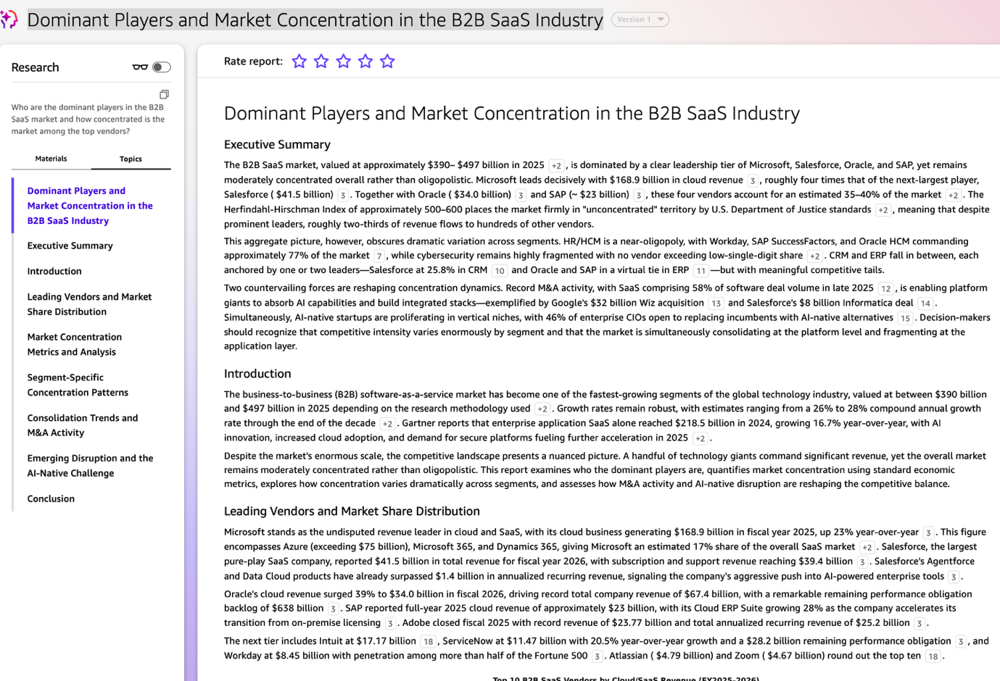 Dominant Players and Market Concentration in the B2B SaaS Industry
Version 1
Research
Who are the dominant players in the B2B
SaaS market and how concentrated is the
market among the top vendors?
Materials
Topics
Dominant Players and
Market Concentration in the
B2B SaaS Industry
Executive Summary
Introduction
Leading Vendors and Market
Share Distribution
Market Concentration
Metrics and Analysis
Segment-Specific
Concentration Patterns
Consolidation Trends and
M&A Activity
Emerging Disruption and the
AI-Native Challenge
Conclusion
Rate report:
Dominant Players and Market Concentration in the B2B SaaS Industry
Executive Summary
The B2B SaaS market, valued at approximately $390– $497 billion in 2025 +2 , is dominated by a clear leadership tier of Microsoft, Salesforce, Oracle, and SAP, yet remains
moderately concentrated overall rather than oligopolistic. Microsoft leads decisively with $168.9 billion in cloud revenue 3 , roughly four times that of the next-largest player,
Salesforce ( $41.5 billion) 3 . Together with Oracle ( $34.0 billion) 3 and SAP (~ $23 billion) 3 , these four vendors account for an estimated 35–40% of the market +2 . The
Herfindahl-Hirschman Index of approximately 500–600 places the market firmly in "unconcentrated" territory by U.S. Department of Justice standards +2 , meaning that despite
prominent leaders, roughly two-thirds of revenue flows to hundreds of other vendors.
This aggregate picture, however, obscures dramatic variation across segments. HR/HCM is a near-oligopoly, with Workday, SAP SuccessFactors, and Oracle HCM commanding
approximately 77% of the market 7 , while cybersecurity remains highly fragmented with no vendor exceeding low-single-digit share +2 . CRM and ERP fall in between, each
anchored by one or two leaders—Salesforce at 25.8% in CRM 10 and Oracle and SAP in a virtual tie in ERP 11 —but with meaningful competitive tails.
Two countervailing forces are reshaping concentration dynamics. Record M&A activity, with SaaS comprising 58% of software deal volume in late 2025 12 , is enabling platform
giants to absorb AI capabilities and build integrated stacks—exemplified by Google's $32 billion Wiz acquisition 13 and Salesforce's $8 billion Informatica deal 14 .
Simultaneously, AI-native startups are proliferating in vertical niches, with 46% of enterprise CIOs open to replacing incumbents with AI-native alternatives 15 . Decision-makers
should recognize that competitive intensity varies enormously by segment and that the market is simultaneously consolidating at the platform level and fragmenting at the
application layer.
Introduction
The business-to-business (B2B) software-as-a-service market has become one of the fastest-growing segments of the global technology industry, valued at between $390 billion
and $497 billion in 2025 depending on the research methodology used +2 . Growth rates remain robust, with estimates ranging from a 26% to 28% compound annual growth
rate through the end of the decade +2 . Gartner reports that enterprise application SaaS alone reached $218.5 billion in 2024, growing 16.7% year-over-year, with AI
innovation, increased cloud adoption, and demand for secure platforms fueling further acceleration in 2025 +2 .
Despite the market's enormous scale, the competitive landscape presents a nuanced picture. A handful of technology giants command significant revenue, yet the overall market
remains moderately concentrated rather than oligopolistic. This report examines who the dominant players are, quantifies market concentration using standard economic
metrics, explores how concentration varies dramatically across segments, and assesses how M&A activity and AI-native disruption are reshaping the competitive balance.
Leading Vendors and Market Share Distribution
Microsoft stands as the undisputed revenue leader in cloud and SaaS, with its cloud business generating $168.9 billion in fiscal year 2025, up 23% year-over-year 3 . This figure
encompasses Azure (exceeding $75 billion), Microsoft 365, and Dynamics 365, giving Microsoft an estimated 17% share of the overall SaaS market +2 . Salesforce, the largest
pure-play SaaS company, reported $41.5 billion in total revenue for fiscal year 2026, with subscription and support revenue reaching $39.4 billion 3 . Salesforce's Agentforce
and Data Cloud products have already surpassed $1.4 billion in annualized recurring revenue, signaling the company's aggressive push into AI-powered enterprise tools 3 .
Oracle's cloud revenue surged 39% to $34.0 billion in fiscal 2026, driving record total company revenue of $67.4 billion, with a remarkable remaining performance obligation
backlog of $638 billion 3 . SAP reported full-year 2025 cloud revenue of approximately $23 billion, with its Cloud ERP Suite growing 28% as the company accelerates its
transition from on-premise licensing 3 . Adobe closed fiscal 2025 with record revenue of $23.77 billion and total annualized recurring revenue of $25.2 billion 3 .
The next tier includes Intuit at $17.17 billion 18 , ServiceNow at $11.47 billion with 20.5% year-over-year growth and a $28.2 billion remaining performance obligation 3 , and
Workday at $8.45 billion with penetration among more than half of the Fortune 500 3 . Atlassian ( $4.79 billion) and Zoom ( $4.67 billion) round out the top ten 18 .
Top 10 B2B SaaS Vendors by Cloud/SaaS Revenue (FY2025-2026)